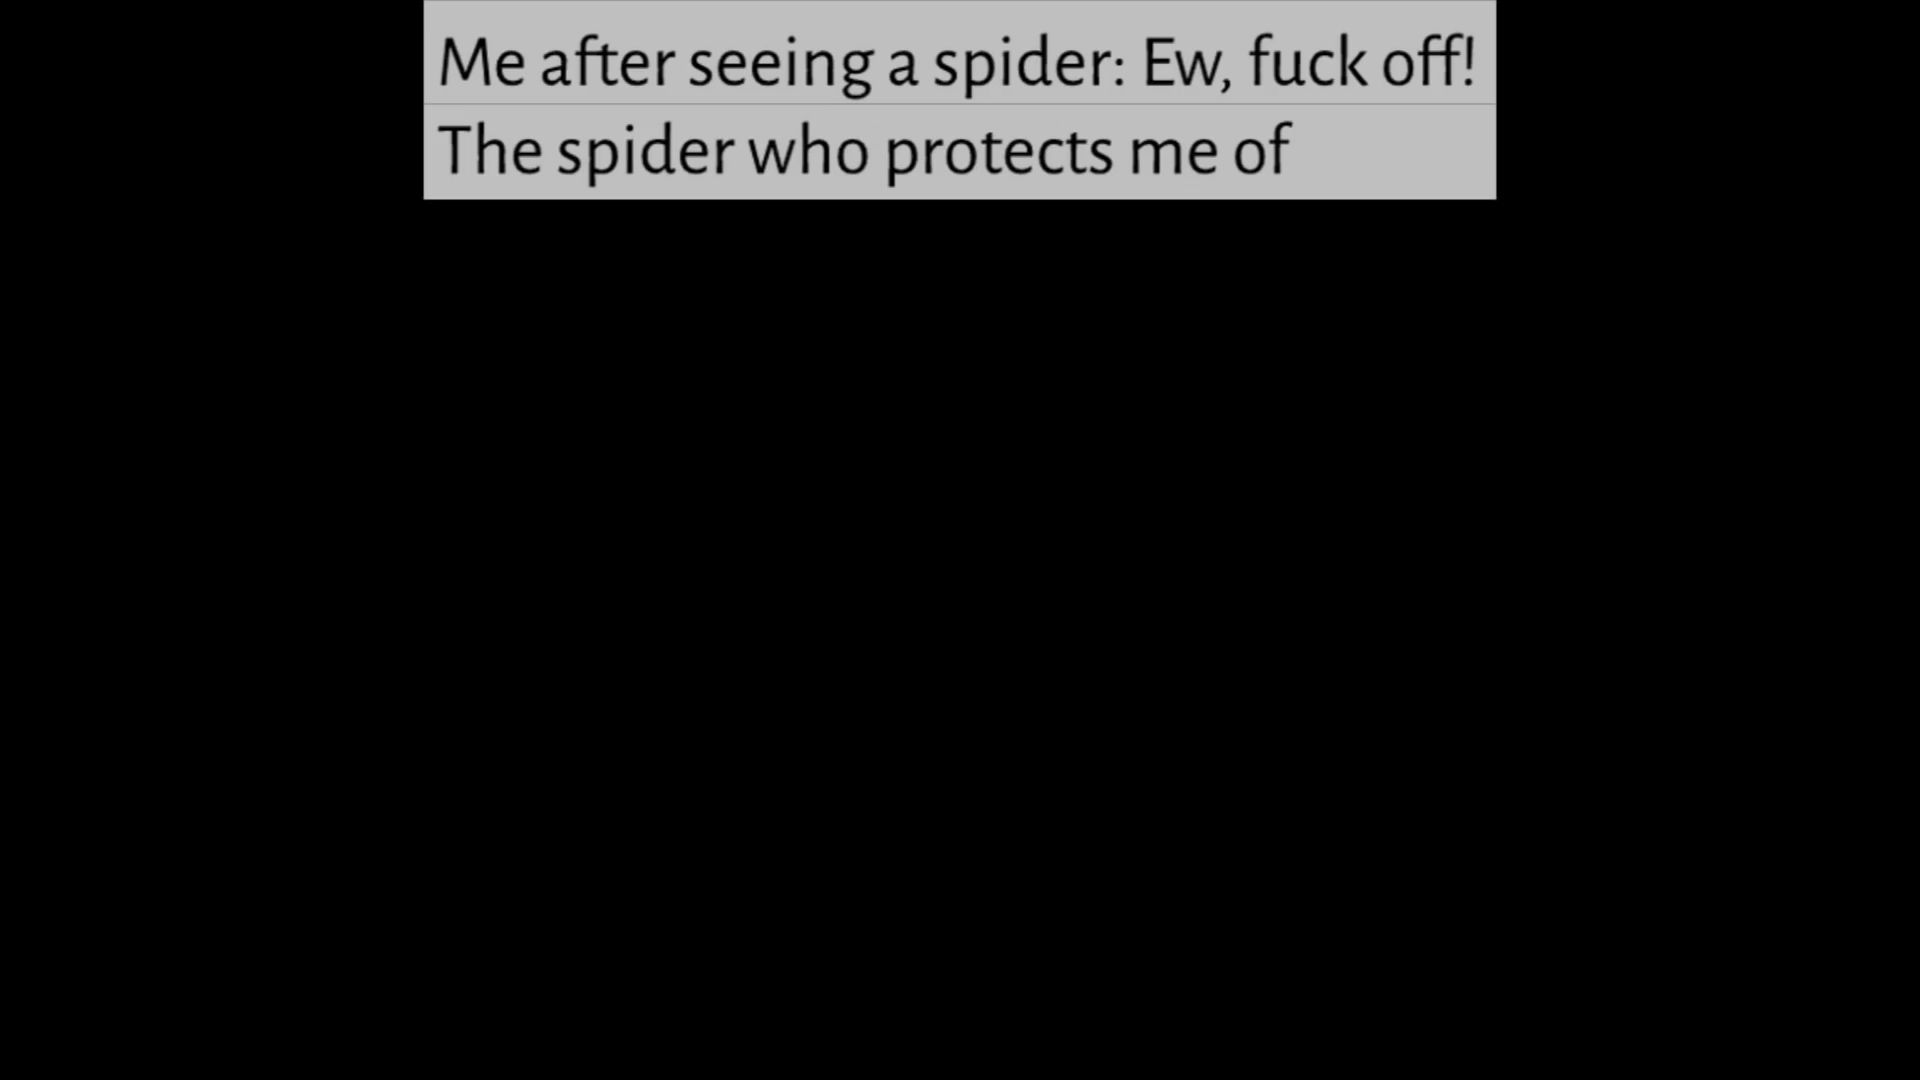 Me after seeing a spider: Ew, fuck off!
The spider who protects me of